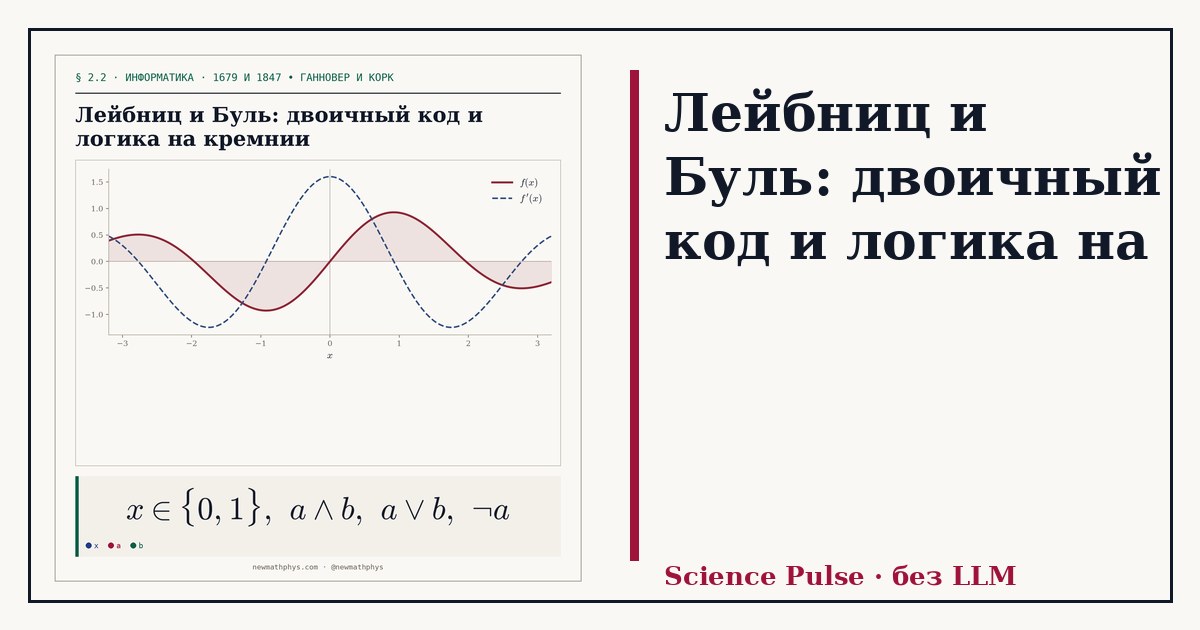 § 2.2 · ИНФОРМАТИКА · 1679 И 1847 • ГАННОВЕР И КОРК
Лейбниц и Буль: двоичный код и
логика на кремнии
1.5
1.0
0.5
0.0
−0.5
−1.0
−3
−2
−1
0
1
2
3
x
f(x)
f′(x)
x ∈ {0, 1}, a ∧ b, a ∨ b, ¬a
x a b
newmathphys.com · @newmathphys
Лейбниц и
Буль: двоичный
код и логика на
Science Pulse · без LLM